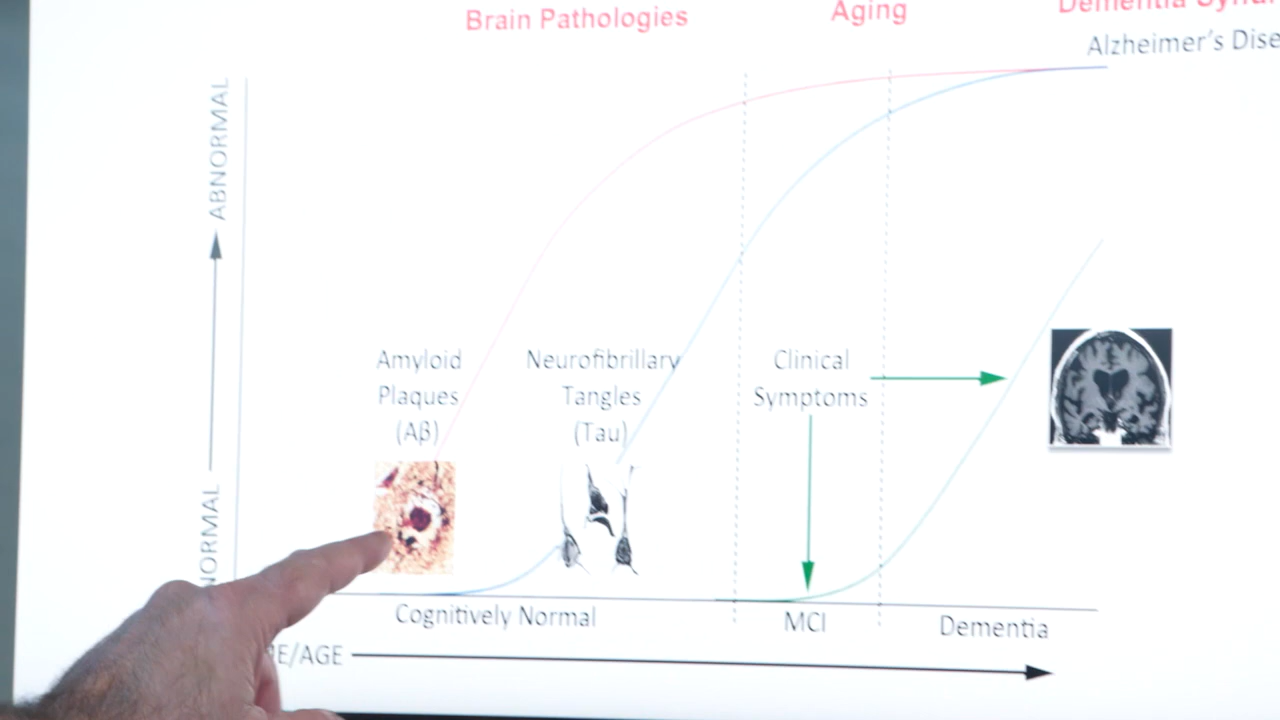 Brain Pathologies
Aging
Dementia
Alzheimer's
ABNORMAL
NORMAL
Amyloid
Plaques
(Aβ)
Neurofibrillary
Tangles
(Tau)
Clinical
Symptoms
Cognitively Normal
MCI
Dementia
/AGE